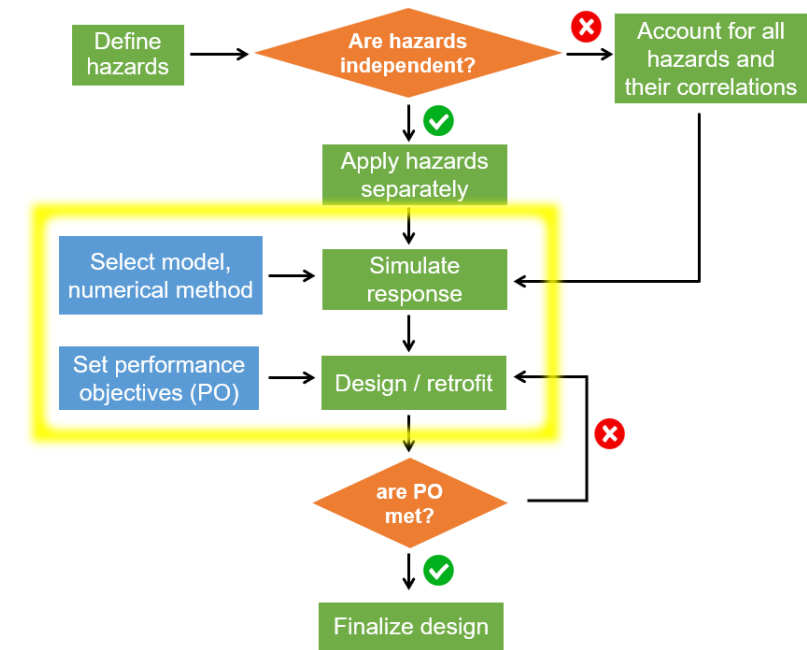 Define
hazards
Are hazards
independent?
Account for all
hazards and
their correlations
Apply hazards
separately
Select model,
numerical method
Simulate
response
Set performance
objectives (PO)
Design / retrofit
are PO
met?
Finalize design